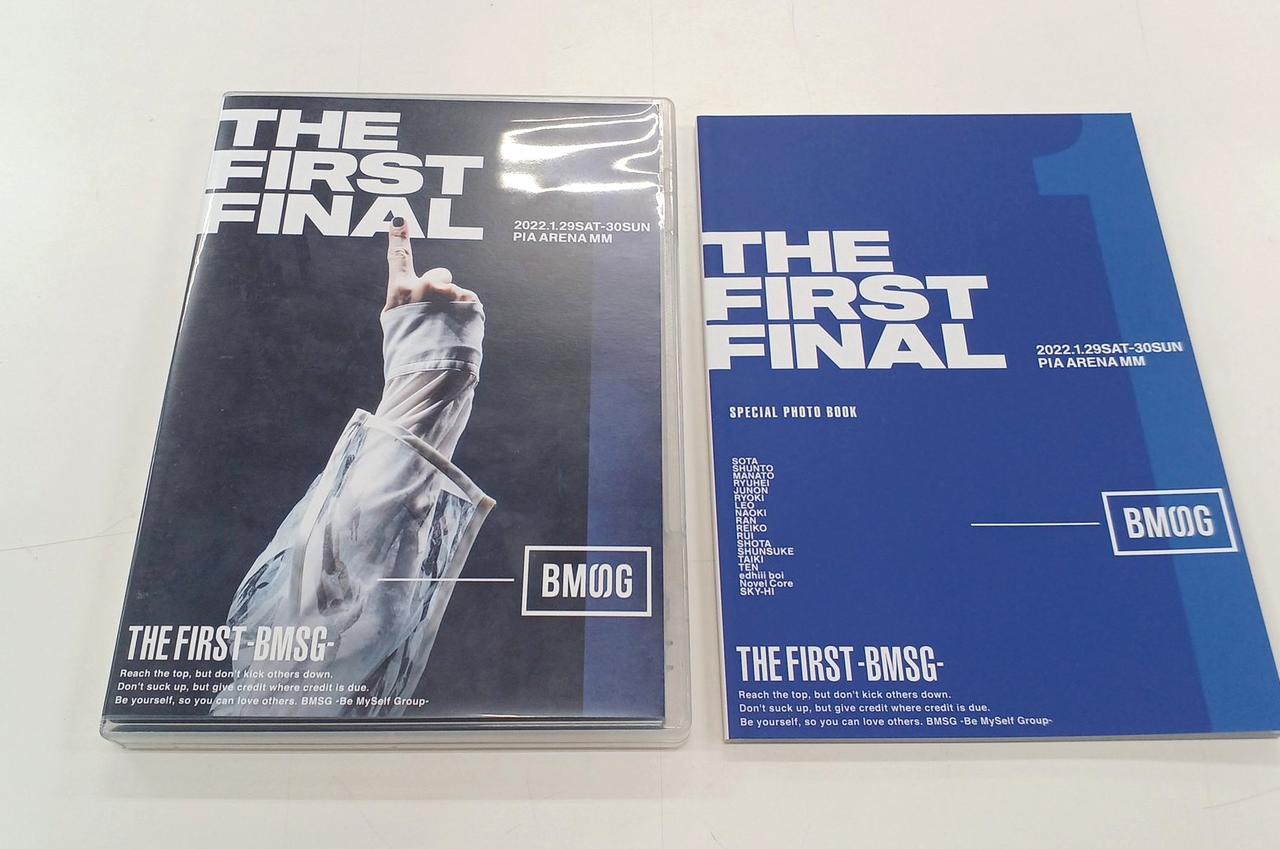 THE
FIRST
FINAL
2022.1.29SAT-30SUN
PIA ARENA MM
BMSG
THE FIRST -BMSG-
Reach the top, but don't kick others down.
Don't suck up, but give credit where credit is due.
Be yourself, so you can love others. BMSG -Be MySelf Group-
1
THE
FIRST
FINAL
2022.1.29SAT-30SUN
PIA ARENA MM
SPECIAL PHOTO BOOK
SOTA
SHUNTO
MANATO
RYUHEI
JUNON
RYOKI
LEO
NAOKI
RAN
REIKO
RUI
SHOTA
SHUNSUKE
TAIKI
TEN
edhiii boi
Novel Core
SKY-HI
BMSG
THE FIRST -BMSG-
Reach the top, but don't kick others down.
Don't suck up, but give credit where credit is due.
Be yourself, so you can love others. BMSG -Be MySelf Group-